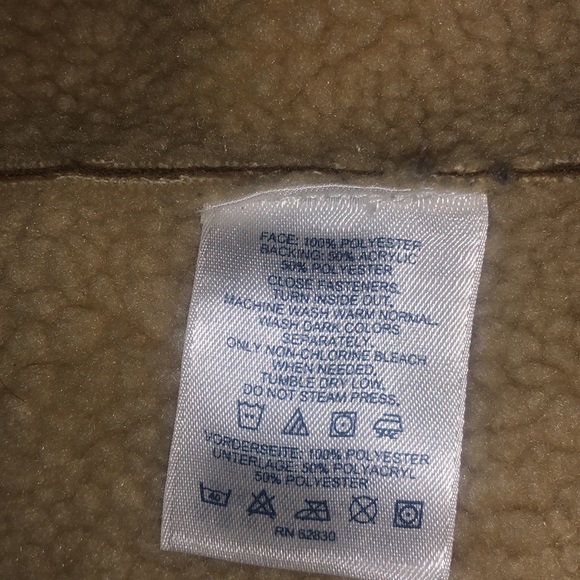 FACE: 100% POLYESTER
BACKING: 50% ACRYLIC
50% POLYESTER
CLOSE FASTENERS.
TURN INSIDE OUT.
MACHINE WASH WARM NORMAL.
WASH DARK COLORS
SEPARATELY.
ONLY NON-CHLORINE BLEACH
WHEN NEEDED.
TUMBLE DRY LOW.
DO NOT STEAM PRESS.
VORDERSEITE: 100% POLYESTER
UNTERLAGE: 50% POLYACRYL
50% POLYESTER
40
RN 62830